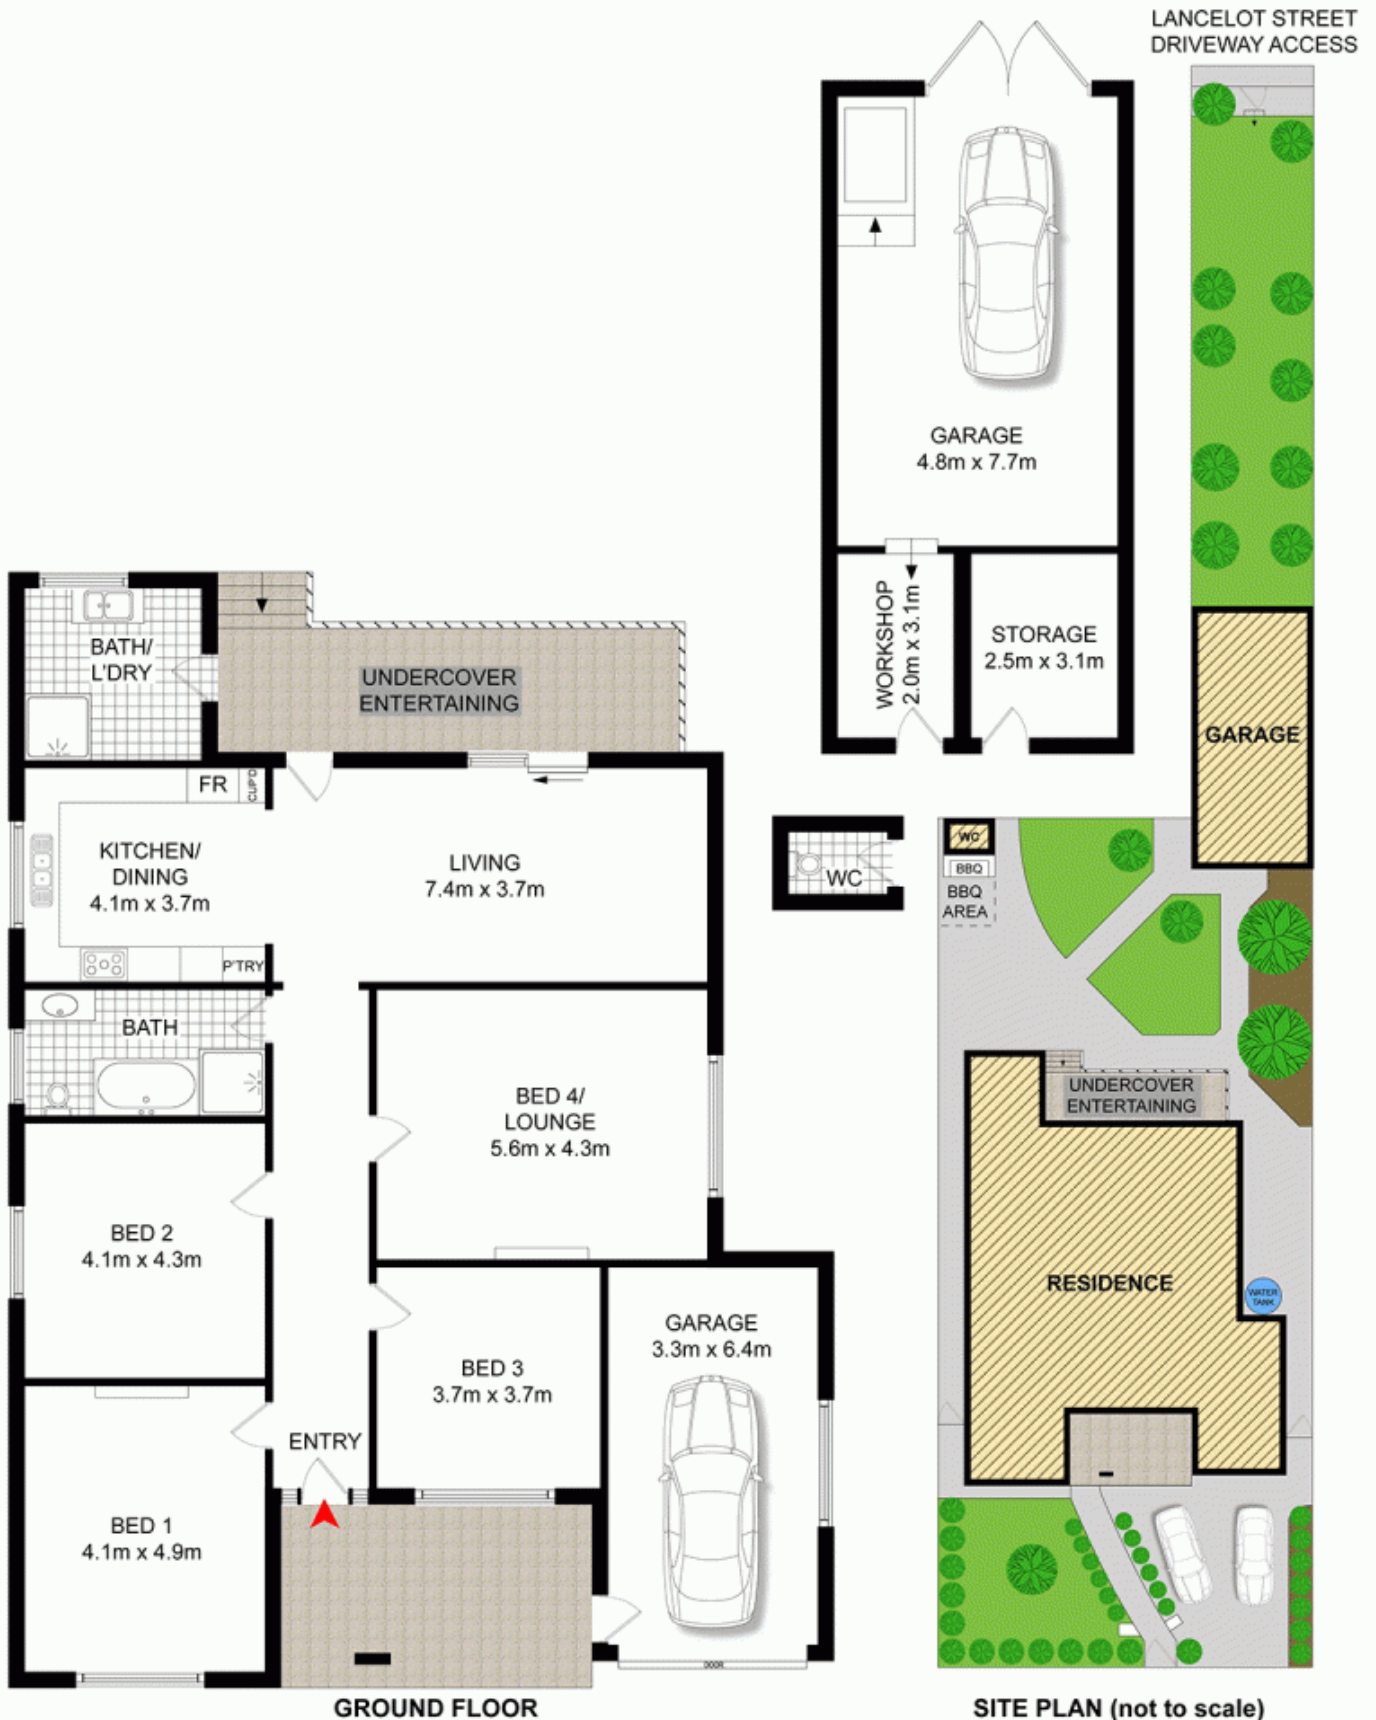 LANCELOT STREET
DRIVEWAY ACCESS
GARAGE
4.8m x 7.7m
WORKSHOP
2.0m x 3.1m
STORAGE
2.5m x 3.1m
BATH/
L'DRY
UNDERCOVER
ENTERTAINING
FR
CUP'D
KITCHEN/
DINING
4.1m x 3.7m
P'TRY
LIVING
7.4m x 3.7m
WC
BATH
BED 4/
LOUNGE
5.6m x 4.3m
BED 2
4.1m x 4.3m
BED 3
3.7m x 3.7m
GARAGE
3.3m x 6.4m
ENTRY
BED 1
4.1m x 4.9m
DOOR
GROUND FLOOR
GARAGE
WC
BBQ
BBQ
AREA
UNDERCOVER
ENTERTAINING
RESIDENCE
WATER
TANK
SITE PLAN (not to scale)